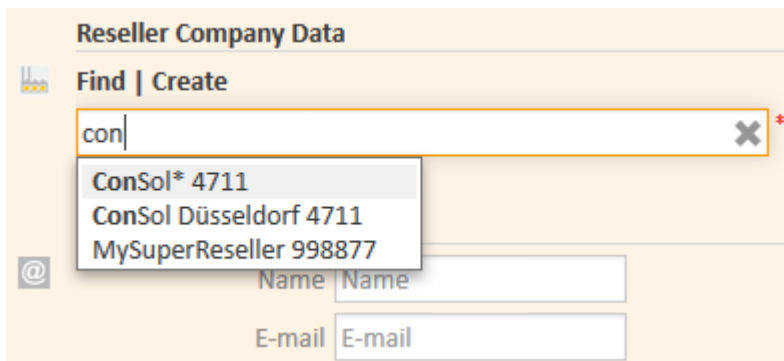 Reseller Company Data
Find | Create
con
*
ConSol* 4711
ConSol Düsseldorf 4711
MySuperReseller 998877
@
Name Name
E-mail E-mail